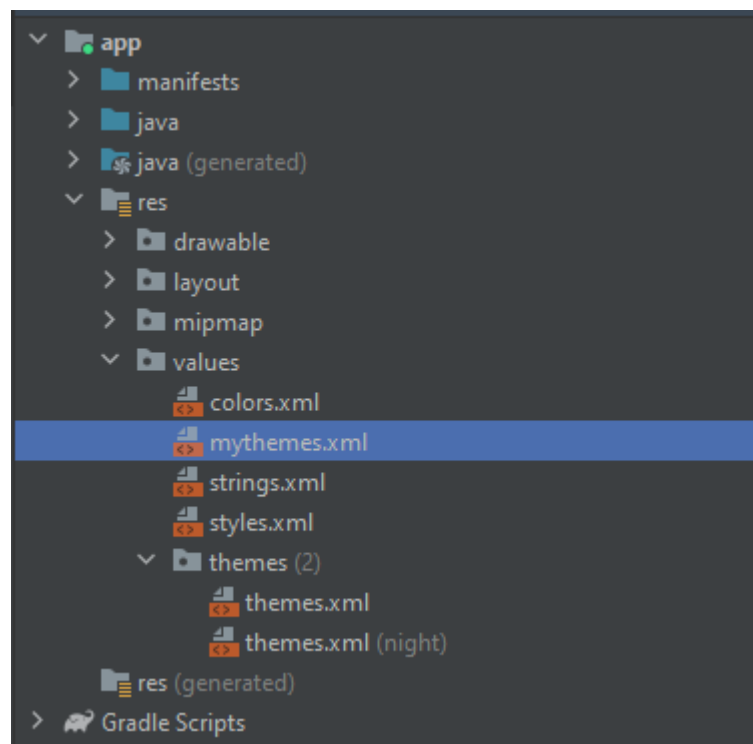 app
manifests
java
java (generated)
res
drawable
layout
mipmap
values
colors.xml
mythemes.xml
strings.xml
styles.xml
themes (2)
themes.xml
themes.xml (night)
res (generated)
Gradle Scripts